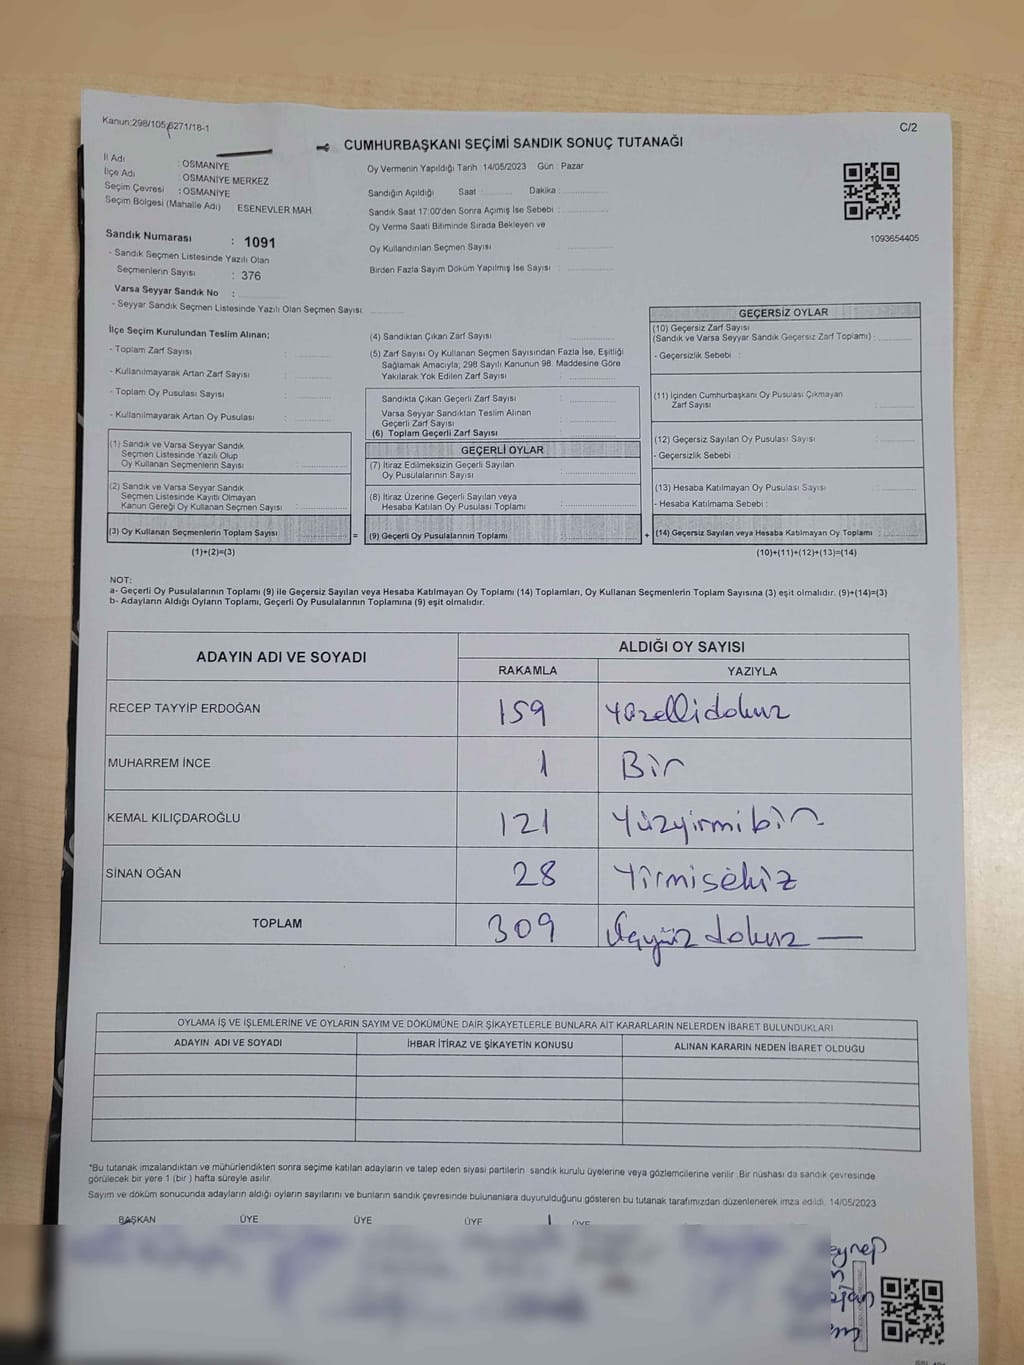 Kanun:298/105,6271/18-1
C/2
CUMHURBAŞKANI SEÇİMİ SANDIK SONUÇ TUTANAĞI
İl Adı : OSMANİYE
İlçe Adı : OSMANİYE MERKEZ
Seçim Çevresi : OSMANİYE
Seçim Bölgesi (Mahalle Adı) : ESENEVLER MAH.
Sandık Numarası : 1091
- Sandık Seçmen Listesinde Yazılı Olan
Seçmenlerin Sayısı : 376
Varsa Seyyar Sandık No :
- Seyyar Sandık Seçmen Listesinde Yazılı Olan Seçmen Sayısı:
Oy Vermenin Yapıldığı Tarih :14/05/2023 Gün : Pazar
Sandığın Açıldığı Saat : Dakika :
Sandık Saat 17:00'den Sonra Açımış İse Sebebi :
Oy Verme Saati Bitiminde Sırada Bekleyen ve
Oy Kullandırılan Seçmen Sayısı :
Birden Fazla Sayım Döküm Yapılmış İse Sayısı :
1093654405
İlçe Seçim Kurulundan Teslim Alınan;
- Toplam Zarf Sayısı :
- Kullanılmayarak Artan Zarf Sayısı :
- Toplam Oy Pusulası Sayısı :
- Kullanılmayarak Artan Oy Pusulası :
(1) Sandık ve Varsa Seyyar Sandık
Seçmen Listesinde Yazılı Olup
Oy Kullanan Seçmenlerin Sayısı :
(2) Sandık ve Varsa Seyyar Sandık
Seçmen Listesinde Kayıtlı Olmayan
Kanun Gereği Oy Kullanan Seçmen Sayısı :
(3) Oy Kullanan Seçmenlerin Toplam Sayısı :
(1)+(2)=(3)
(4) Sandıktan Çıkan Zarf Sayısı :
(5) Zarf Sayısı Oy Kullanan Seçmen Sayısından Fazla İse, Eşitliği
Sağlamak Amacıyla; 298 Sayılı Kanunun 98. Maddesine Göre
Yakılarak Yok Edilen Zarf Sayısı :
Sandıkta Çıkan Geçerli Zarf Sayısı :
Varsa Seyyar Sandıktan Teslim Alınan
Geçerli Zarf Sayısı :
(6) Toplam Geçerli Zarf Sayısı :
GEÇERLİ OYLAR
(7) İtiraz Edilmeksizin Geçerli Sayılan
Oy Pusulalarının Sayısı :
(8) İtiraz Üzerine Geçerli Sayılan veya
Hesaba Katılan Oy Pusulası Toplamı :
= (9) Geçerli Oy Pusulalarının Toplamı :
GEÇERSİZ OYLAR
(10) Geçersiz Zarf Sayısı
(Sandık ve Varsa Seyyar Sandık Geçersiz Zarf Toplamı) :
- Geçersizlik Sebebi :
(11) İçinden Cumhurbaşkanı Oy Pusulası Çıkmayan
Zarf Sayısı :
(12) Geçersiz Sayılan Oy Pusulası Sayısı :
- Geçersizlik Sebebi :
(13) Hesaba Katılmayan Oy Pusulası Sayısı :
- Hesaba Katılmama Sebebi :
+ (14) Geçersiz Sayılan veya Hesaba Katılmayan Oy Toplamı :
(10)+(11)+(12)+(13)=(14)
NOT:
a- Geçerli Oy Pusulalarının Toplamı (9) ile Geçersiz Sayılan veya Hesaba Katılmayan Oy Toplamı (14) Toplamları, Oy Kullanan Seçmenlerin Toplam Sayısına (3) eşit olmalıdır. (9)+(14)=(3)
b- Adayların Aldığı Oyların Toplamı, Geçerli Oy Pusulalarının Toplamına (9) eşit olmalıdır.
ADAYIN ADI VE SOYADI
ALDIĞI OY SAYISI
RAKAMLA YAZIYLA
RECEP TAYYİP ERDOĞAN 159 Yüzellidokuz
MUHARREM İNCE 1 Bir
KEMAL KILIÇDAROĞLU 121 Yüzyirmibir
SİNAN OĞAN 28 Yirmisekiz
TOPLAM 309 Üçyüz dokuz —
OYLAMA İŞ VE İŞLEMLERİNE VE OYLARIN SAYIM VE DÖKÜMÜNE DAİR ŞİKAYETLERLE BUNLARA AİT KARARLARIN NELERDEN İBARET BULUNDUKLARI
ADAYIN ADI VE SOYADI İHBAR İTİRAZ VE ŞİKAYETİN KONUSU ALINAN KARARIN NEDEN İBARET OLDUĞU
*Bu tutanak imzalandıktan ve mühürlendikten sonra seçime katılan adayların ve talep eden siyasi partilerin sandık kurulu üyelerine veya gözlemcilerine verilir. Bir nüshası da sandık çevresinde
görülecek bir yere 1 (bir ) hafta süreyle asılır.
Sayım ve döküm sonucunda adayların aldığı oyların sayılarını ve bunların sandık çevresinde bulunanlara duyurulduğunu gösteren bu tutanak tarafımızdan düzenlenerek imza edildi. 14/05/2023
BAŞKAN ÜYE ÜYE ÜYE ÜYE